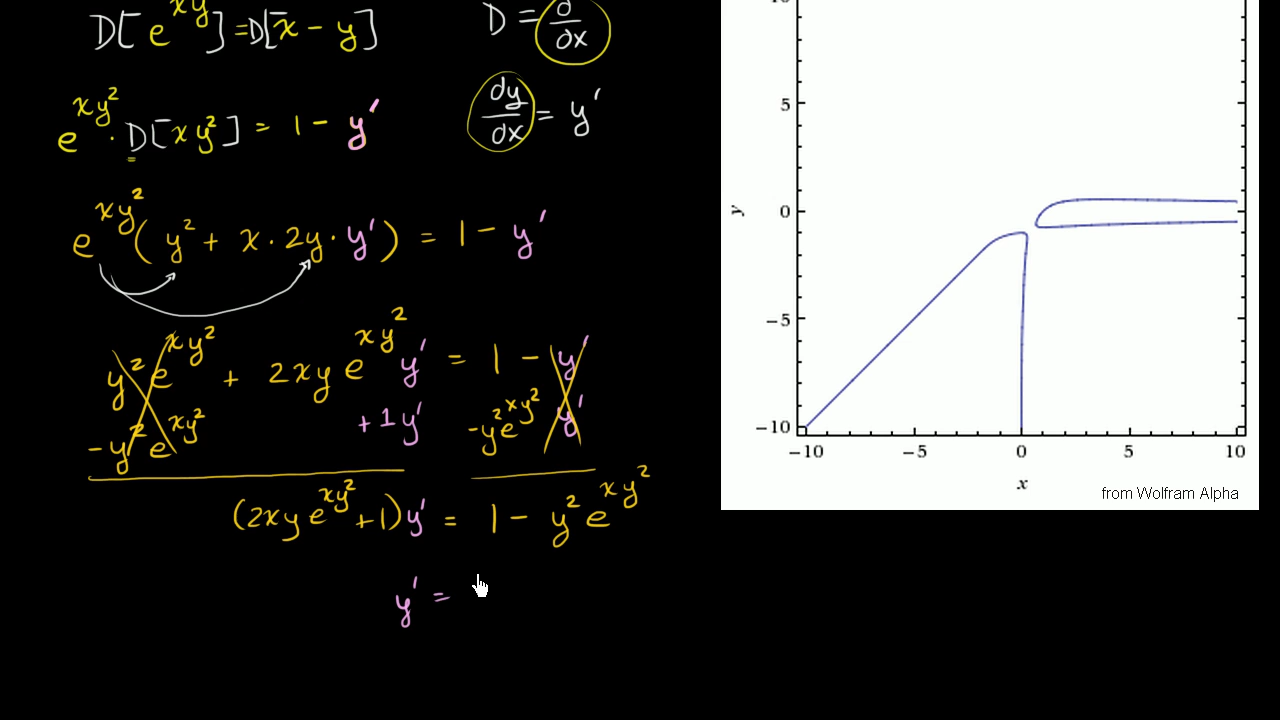 D[e^{xy^2}] = D[x - y]
D = d/dx
e^{xy^2} · D[xy^2] = 1 - y'
dy/dx = y'
e^{xy^2}(y^2 + x · 2y · y') = 1 - y'
y^2 e^{xy^2} + 2xy e^{xy^2} y' = 1 - y'
-y^2 e^{xy^2} +1y' -y^2 e^{xy^2} y'
(2xy e^{xy^2} + 1)y' = 1 - y^2 e^{xy^2}
y' =
10
5
0
-5
-10
y
-10 -5 0 5 10
x
from Wolfram Alpha